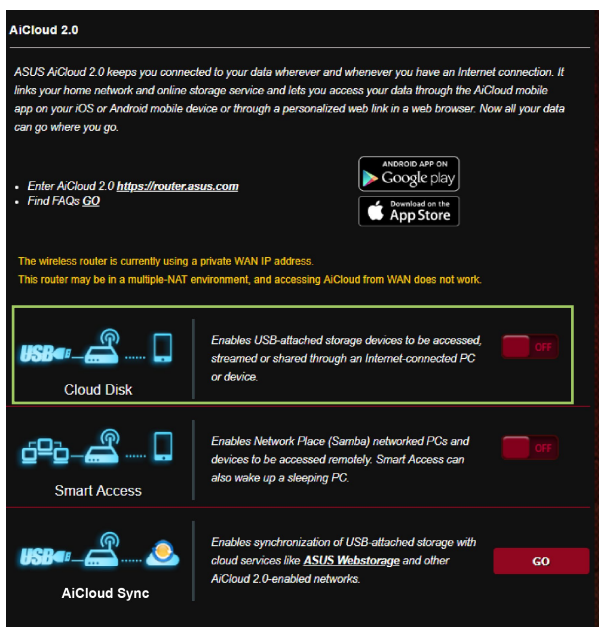 AiCloud 2.0
ASUS AiCloud 2.0 keeps you connected to your data wherever and whenever you have an Internet connection. It
links your home network and online storage service and lets you access your data through the AiCloud mobile
app on your iOS or Android mobile device or through a personalized web link in a web browser. Now all your data
can go where you go.
ANDROID APP ON
Google play
• Enter AiCloud 2.0 https://router.asus.com
• Find FAQs GO
Download on the
App Store
The wireless router is currently using a private WAN IP address.
This router may be in a multiple-NAT environment, and accessing AiCloud from WAN does not work.
USB
Cloud Disk
Enables USB-attached storage devices to be accessed,
streamed or shared through an Internet-connected PC
or device.
OFF
Smart Access
Enables Network Place (Samba) networked PCs and
devices to be accessed remotely. Smart Access can
also wake up a sleeping PC.
OFF
USB
AiCloud Sync
Enables synchronization of USB-attached storage with
cloud services like ASUS Webstorage and other
AiCloud 2.0-enabled networks.
GO